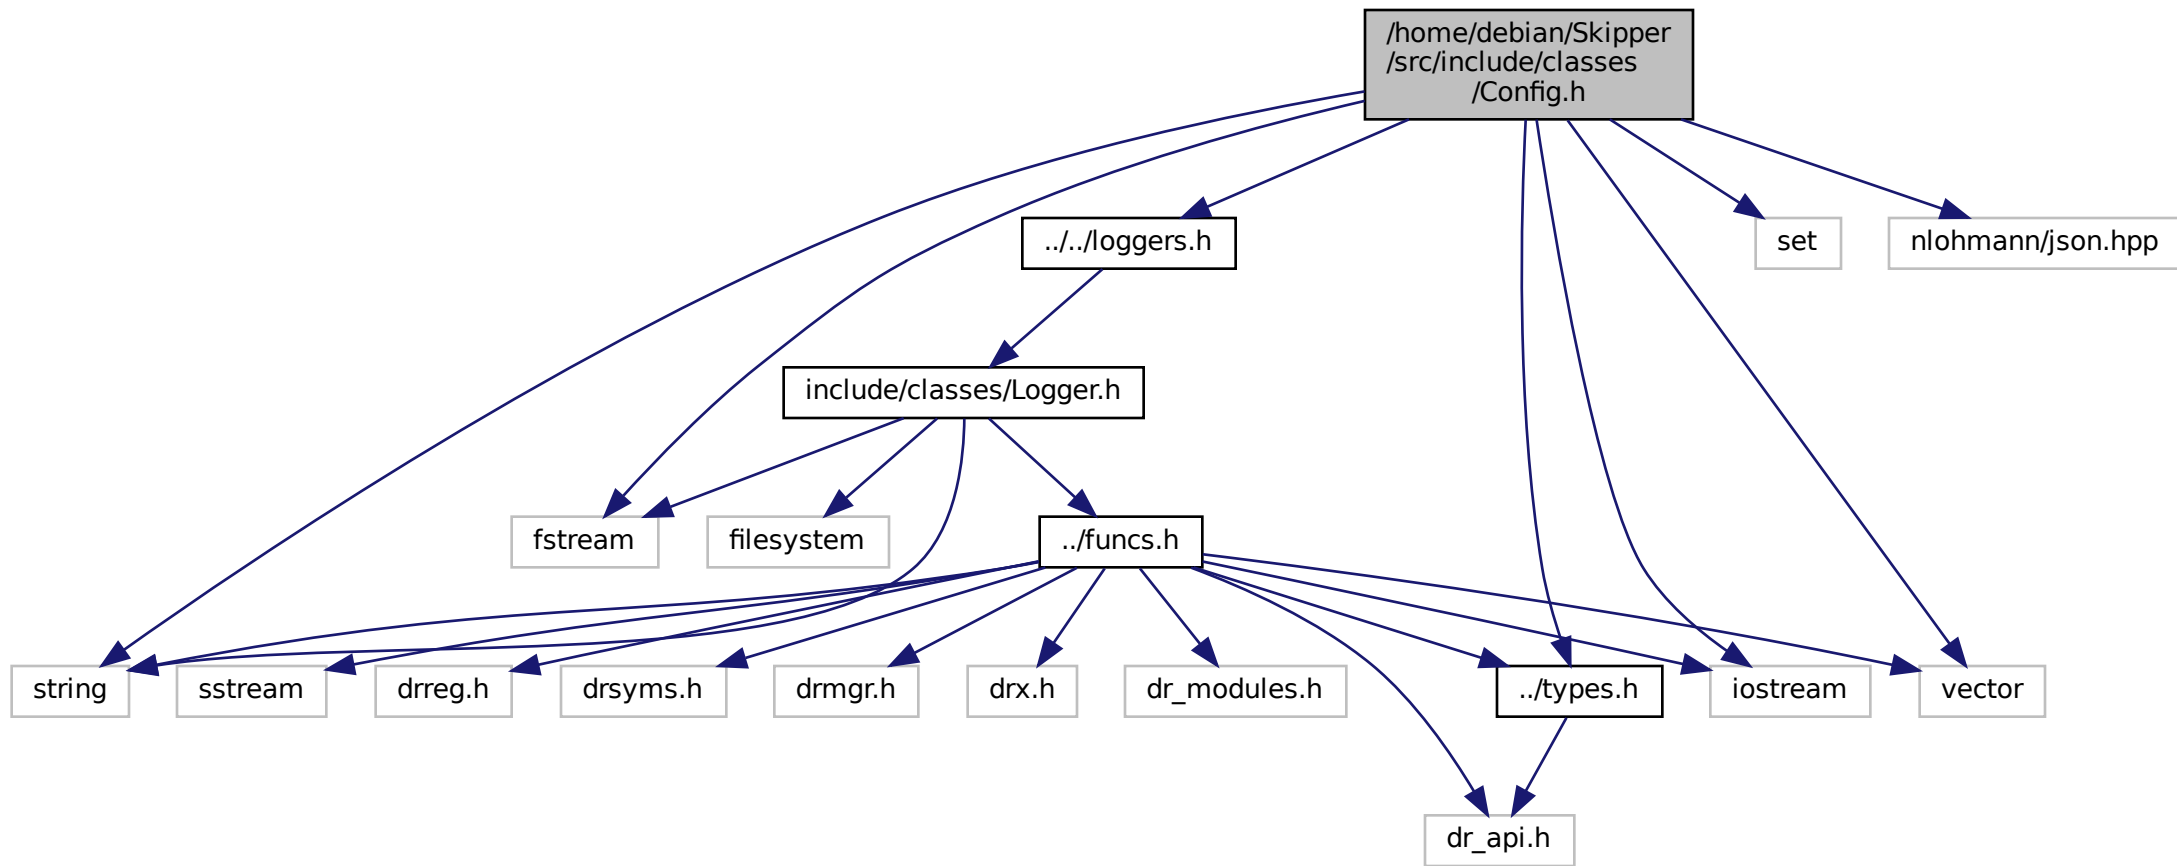 /home/debian/Skipper
/src/include/classes
/Config.h
../../loggers.h
set
nlohmann/json.hpp
include/classes/Logger.h
fstream
filesystem
../funcs.h
string
sstream
drreg.h
drsyms.h
drmgr.h
drx.h
dr_modules.h
../types.h
iostream
vector
dr_api.h